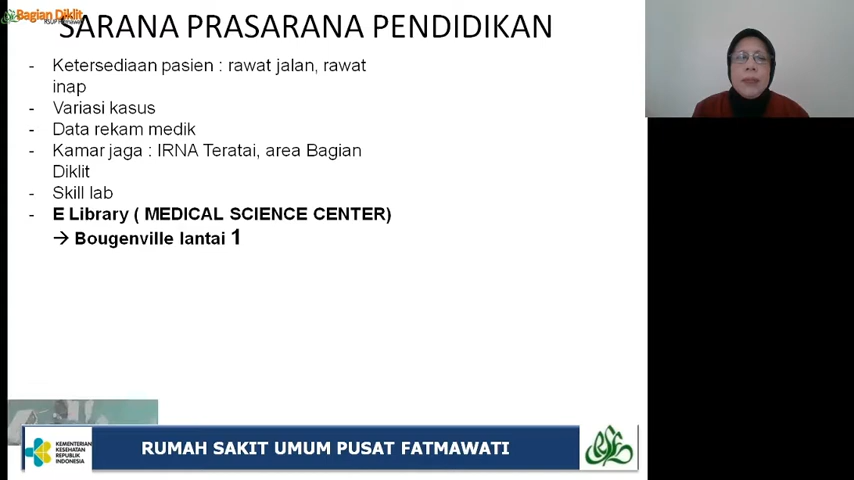 Bagian Diklit
RSUP Fatmawati
SARANA PRASARANA PENDIDIKAN
- Ketersediaan pasien : rawat jalan, rawat
inap
- Variasi kasus
- Data rekam medik
- Kamar jaga : IRNA Teratai, area Bagian
Diklit
- Skill lab
- E Library ( MEDICAL SCIENCE CENTER)
→ Bougenville lantai 1
KEMENTERIAN
KESEHATAN
REPUBLIK
INDONESIA
RUMAH SAKIT UMUM PUSAT FATMAWATI